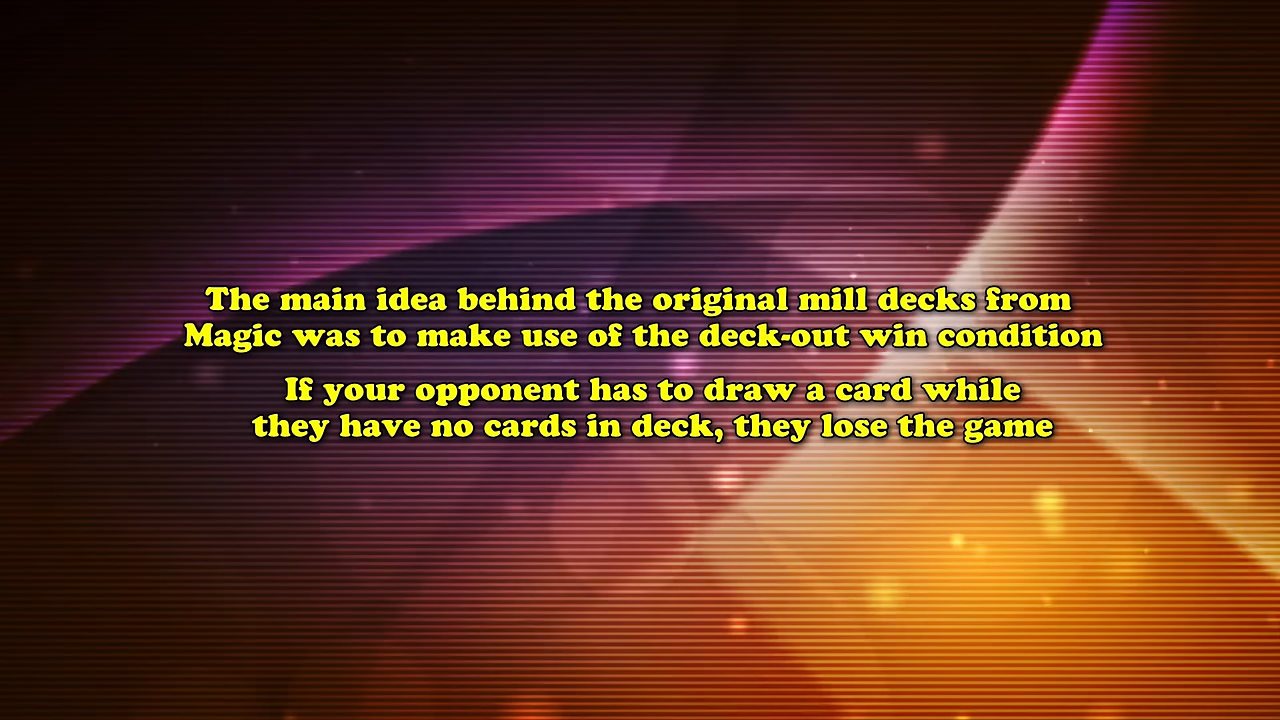 The main idea behind the original mill decks from
Magic was to make use of the deck-out win condition
If your opponent has to draw a card while
they have no cards in deck, they lose the game